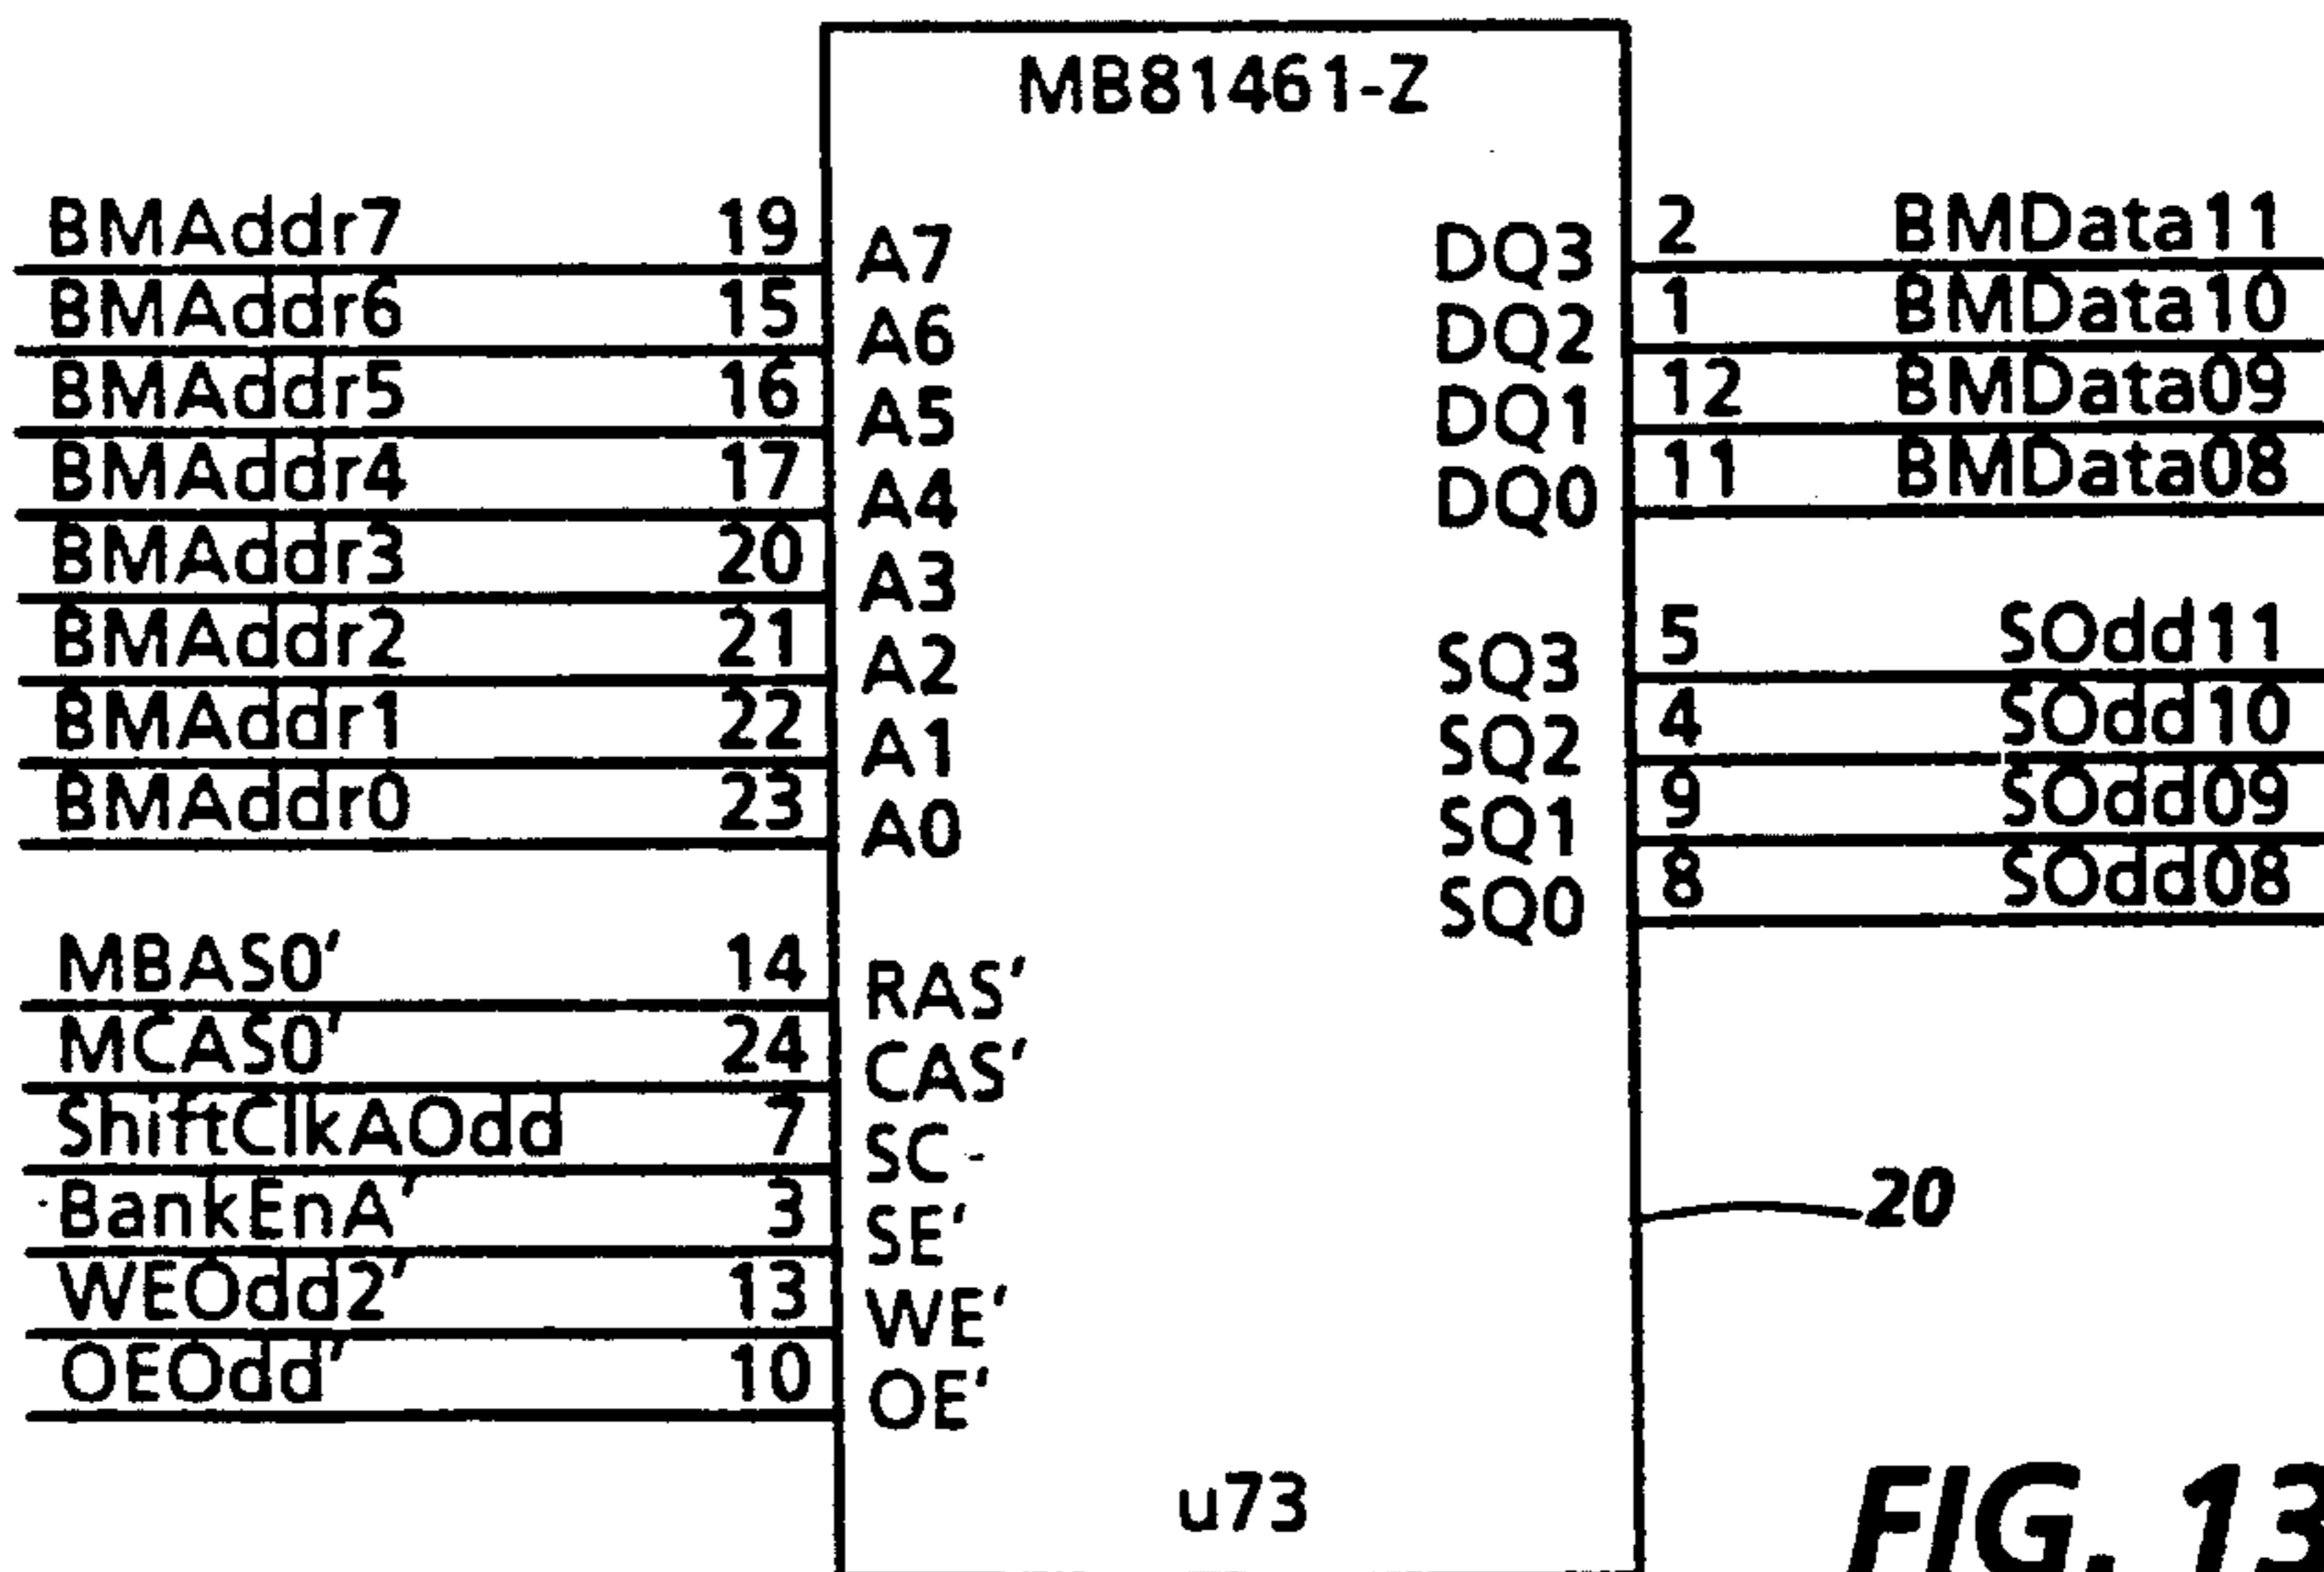 MB81461-Z
BMAddr7 19 A7 DQ3 2 BMData11
BMAddr6 15 A6 DQ2 1 BMData10
BMAddr5 16 A5 DQ1 12 BMData09
BMAddr4 17 A4 DQ0 11 BMData08
BMAddr3 20 A3
BMAddr2 21 A2 SQ3 5 SOdd11
BMAddr1 22 A1 SQ2 4 SOdd10
BMAddr0 23 A0 SQ1 9 SOdd09
SQ0 8 SOdd08
MBAS0' 14 RAS'
MCAS0' 24 CAS'
ShiftClkAOdd 7 SC
BankEnA' 3 SE'
20
WEOdd2' 13 WE'
OEOdd' 10 OE'
u73
FIG. 13